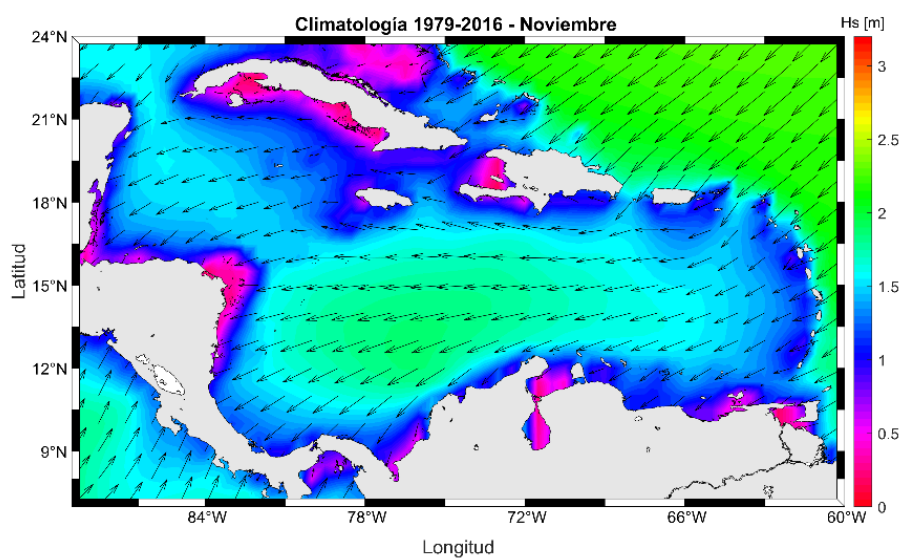 Climatología 1979-2016 - Noviembre
Hs [m]
24°N
21°N
18°N
15°N
12°N
9°N
Latitud
84°W
78°W
72°W
66°W
60°W
Longitud
3
2.5
2
1.5
1
0.5
0